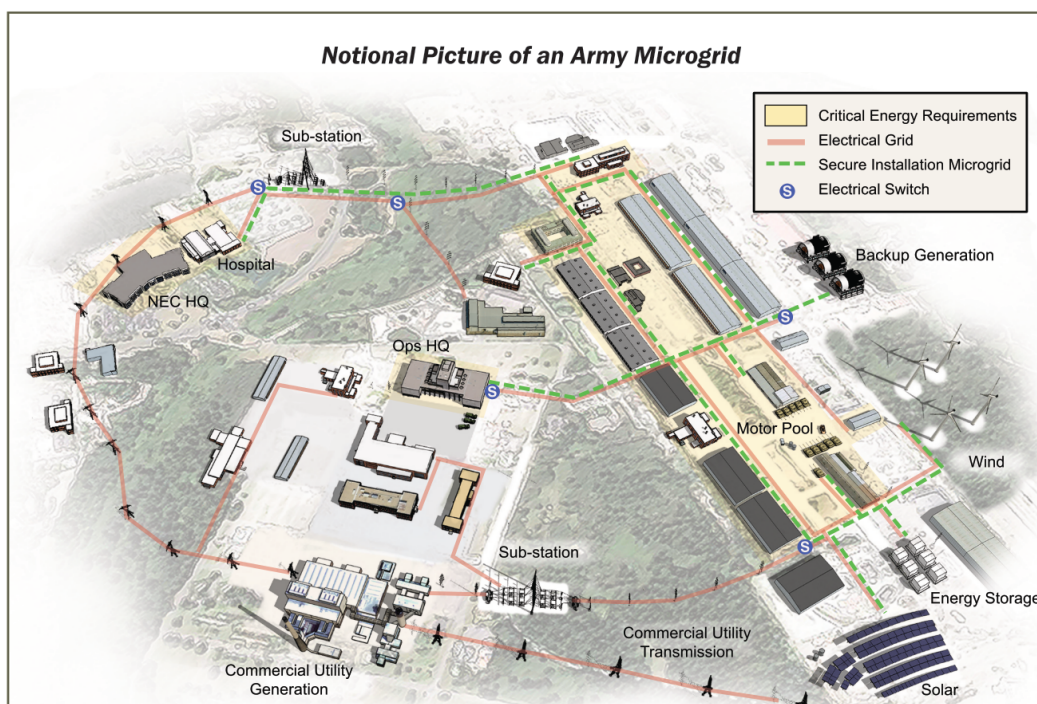 Notional Picture of an Army Microgrid
Critical Energy Requirements
Electrical Grid
Secure Installation Microgrid
S Electrical Switch
Sub-station
S
S
Hospital
NEC HQ
Backup Generation
S
Ops HQ
S
Motor Pool
Wind
Sub-station
S
Energy Storage
Commercial Utility
Transmission
Commercial Utility
Generation
Solar